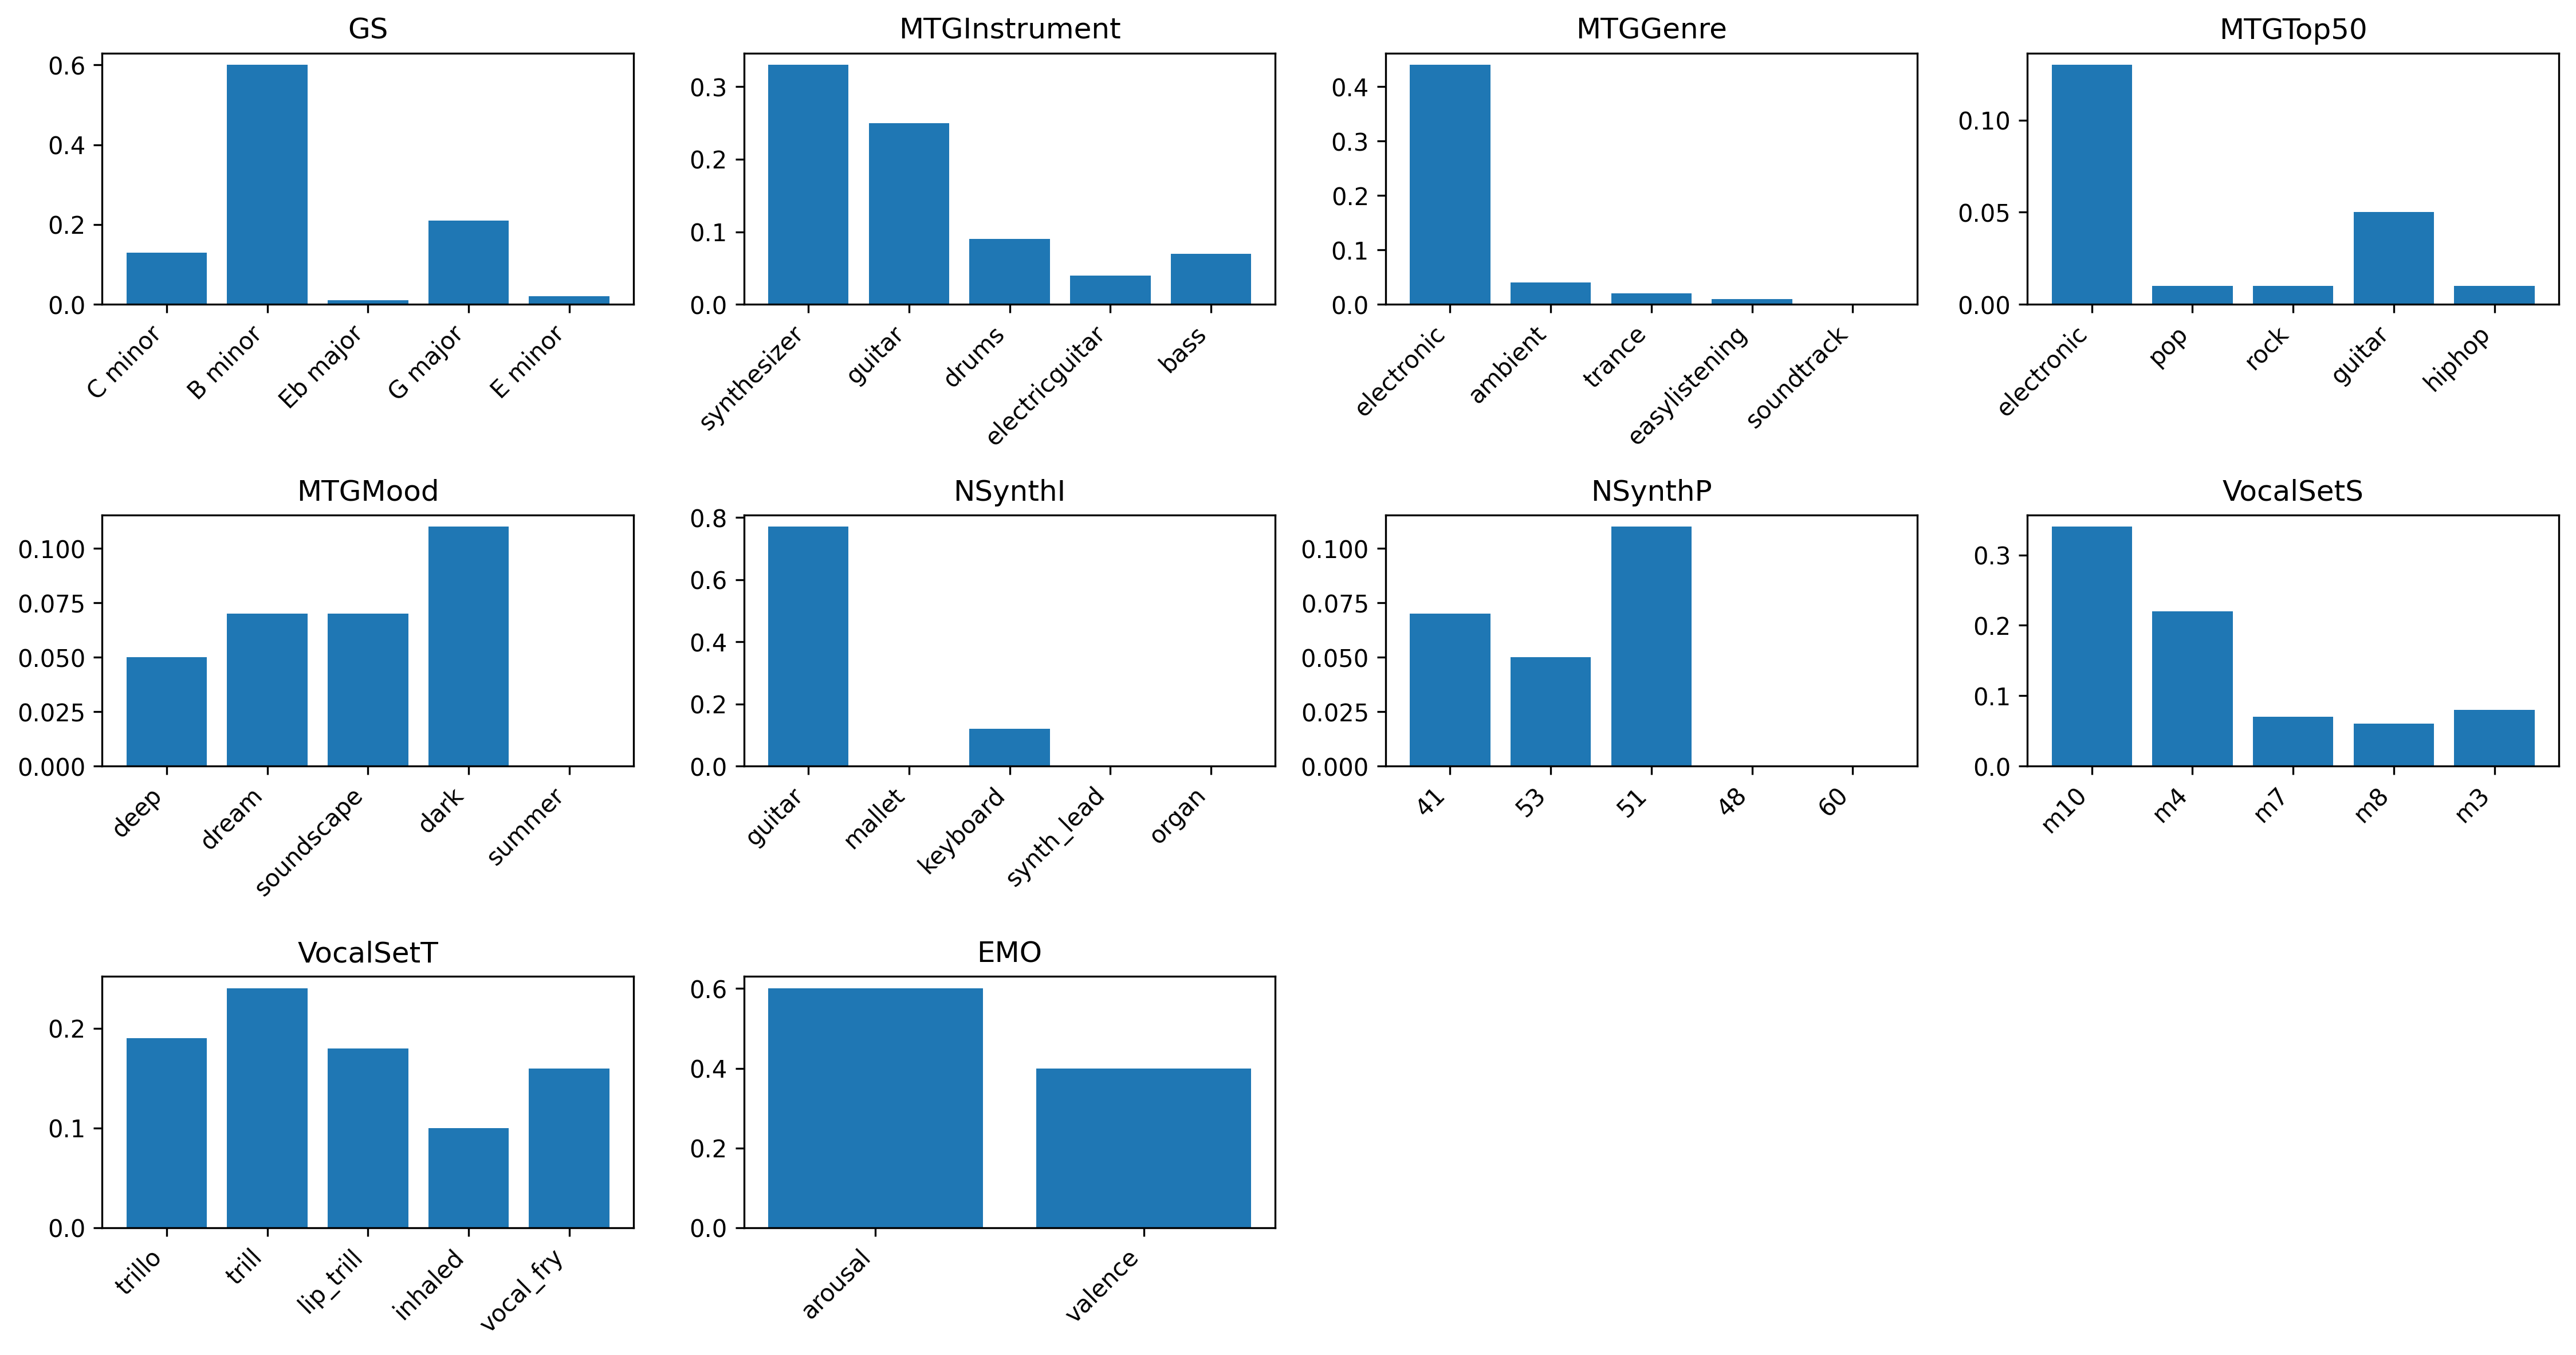 GS
0.6
0.4
0.2
0.0
C minor
B minor
Eb major
G major
E minor
MTGInstrument
0.3
0.2
0.1
0.0
synthesizer
guitar
drums
electricguitar
bass
MTGGenre
0.4
0.3
0.2
0.1
0.0
electronic
ambient
trance
easylistening
soundtrack
MTGTop50
0.10
0.05
0.00
electronic
pop
rock
guitar
hiphop
MTGMood
0.100
0.075
0.050
0.025
0.000
deep
dream
soundscape
dark
summer
NSynthI
0.8
0.6
0.4
0.2
0.0
guitar
mallet
keyboard
synth_lead
organ
NSynthP
0.100
0.075
0.050
0.025
0.000
41
53
51
48
60
VocalSetS
0.3
0.2
0.1
0.0
m10
m4
m7
m8
m3
VocalSetT
0.2
0.1
0.0
trillo
trill
lip_trill
inhaled
vocal_fry
EMO
0.6
0.4
0.2
0.0
arousal
valence